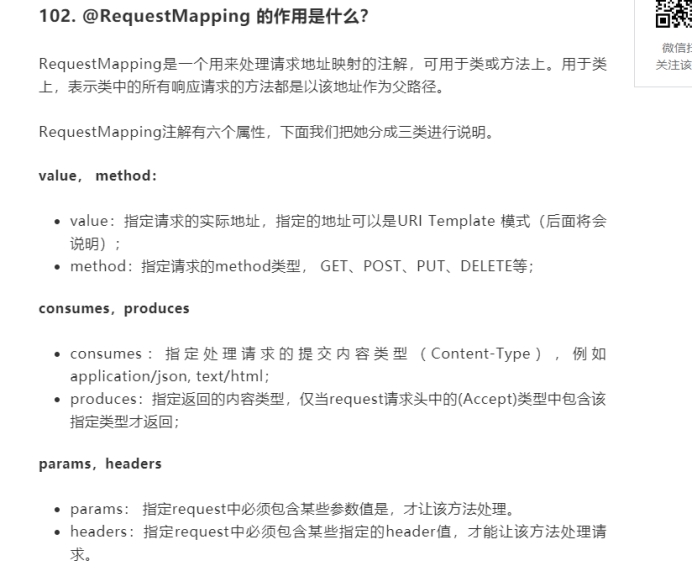 102. @RequestMapping 的作用是什么?
微信扫
关注该
RequestMapping是一个用来处理请求地址映射的注解，可用于类或方法上。用于类
上，表示类中的所有响应请求的方法都是以该地址作为父路径。
RequestMapping注解有六个属性，下面我们把她分成三类进行说明。
value， method：
value：指定请求的实际地址，指定的地址可以是URI Template 模式（后面将会
说明）；
method：指定请求的method类型， GET、POST、PUT、DELETE等；
consumes，produces
consumes：指定处理请求的提交内容类型（Content-Type），例如
application/json, text/html；
produces：指定返回的内容类型，仅当request请求头中的(Accept)类型中包含该
指定类型才返回；
params，headers
params： 指定request中必须包含某些参数值是，才让该方法处理。
headers：指定request中必须包含某些指定的header值，才能让该方法处理请
求。